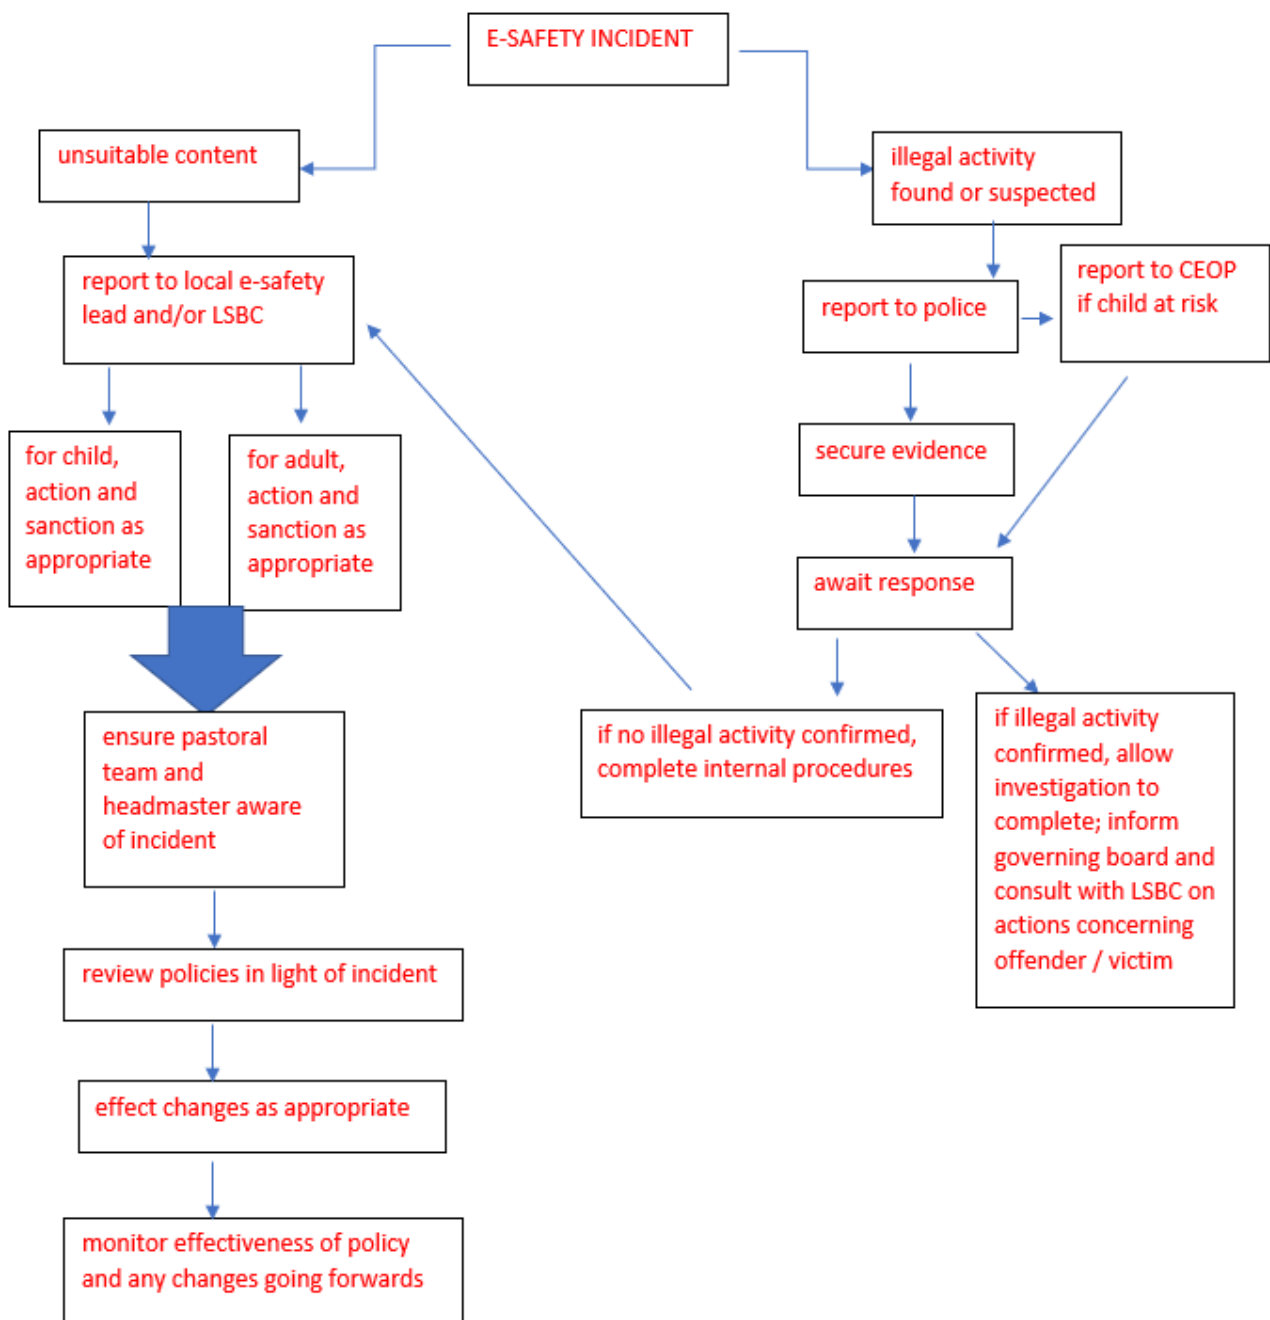 E-SAFETY INCIDENT
unsuitable content
illegal activity
found or suspected
report to local e-safety
lead and/or LSBC
report to police
report to CEOP
if child at risk
for child,
action and
sanction as
appropriate
for adult,
action and
sanction as
appropriate
secure evidence
await response
ensure pastoral
team and
headmaster aware
of incident
if no illegal activity confirmed,
complete internal procedures
if illegal activity
confirmed, allow
investigation to
complete; inform
governing board and
consult with LSBC on
actions concerning
offender / victim
review policies in light of incident
effect changes as appropriate
monitor effectiveness of policy
and any changes going forwards